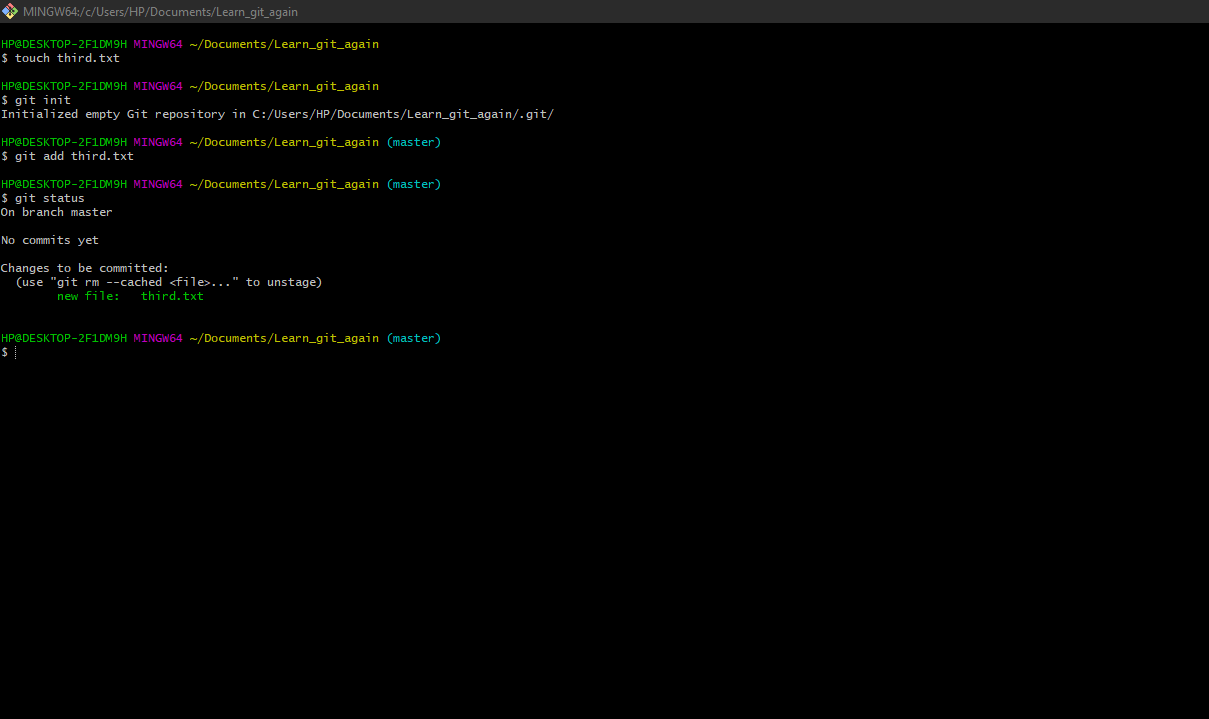 MINGW64:/c/Users/HP/Documents/Learn_git_again
HP@DESKTOP-2F1DM9H MINGW64 ~/Documents/Learn_git_again
$ touch third.txt
HP@DESKTOP-2F1DM9H MINGW64 ~/Documents/Learn_git_again
$ git init
Initialized empty Git repository in C:/Users/HP/Documents/Learn_git_again/.git/
HP@DESKTOP-2F1DM9H MINGW64 ~/Documents/Learn_git_again (master)
$ git add third.txt
HP@DESKTOP-2F1DM9H MINGW64 ~/Documents/Learn_git_again (master)
$ git status
On branch master
No commits yet
Changes to be committed:
  (use "git rm --cached <file>..." to unstage)
        new file:   third.txt
HP@DESKTOP-2F1DM9H MINGW64 ~/Documents/Learn_git_again (master)
$